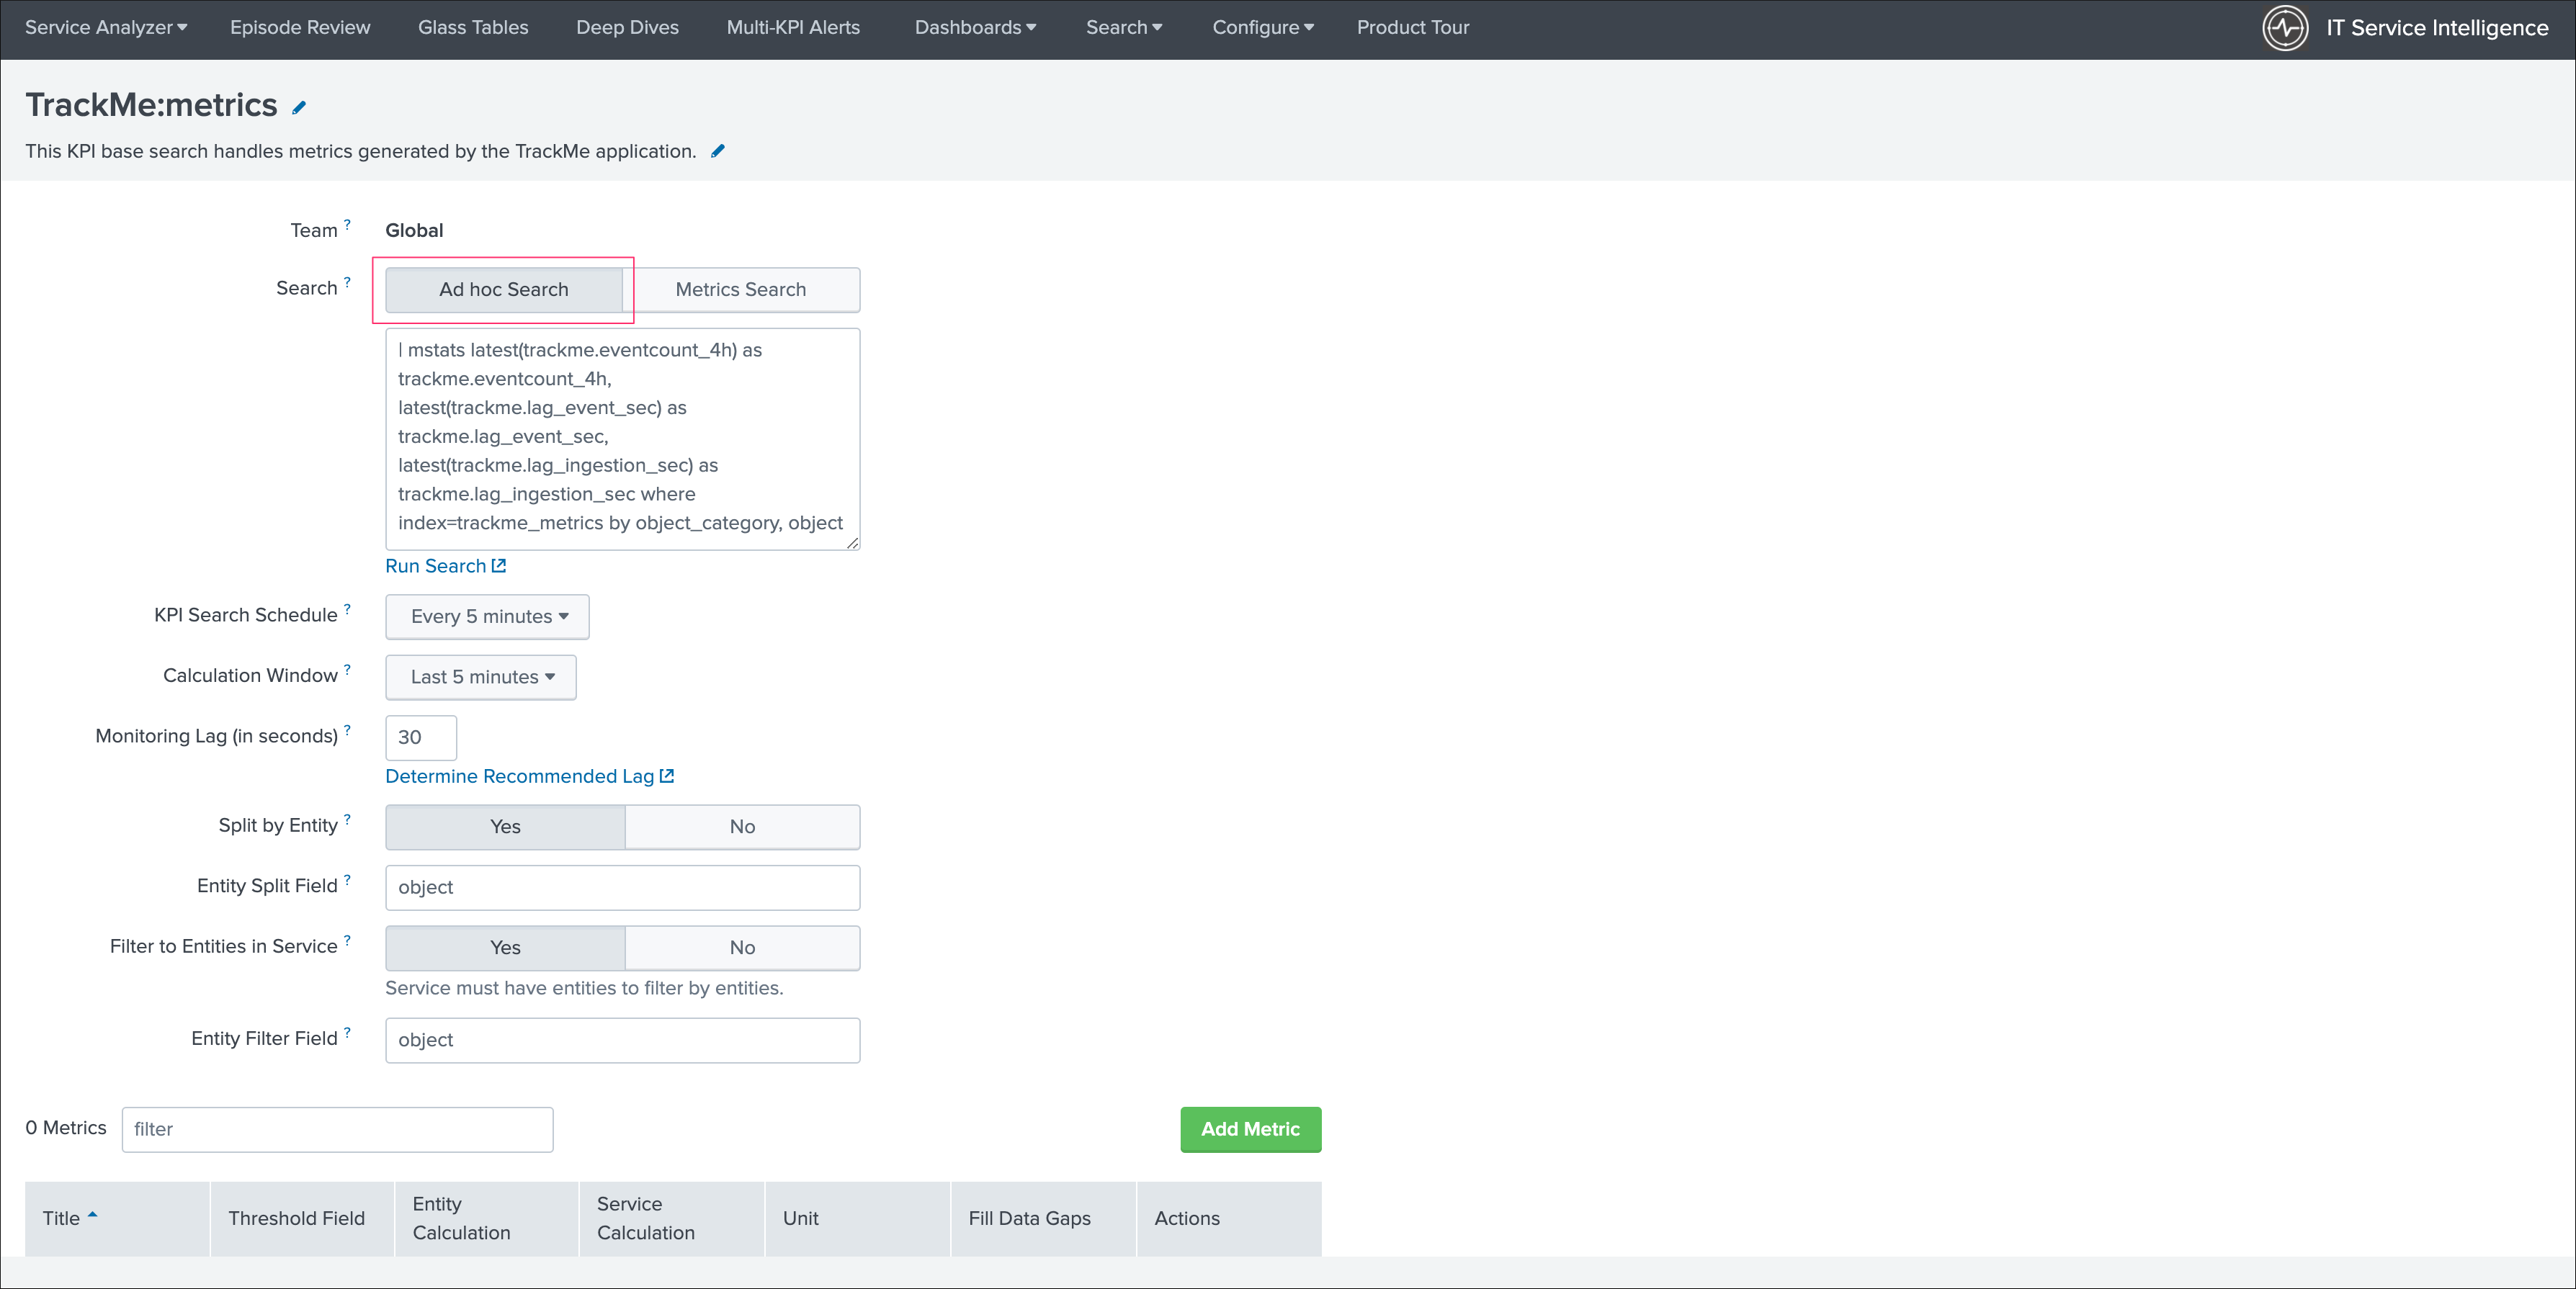 Service Analyzer Episode Review Glass Tables Deep Dives Multi-KPI Alerts Dashboards Search Configure Product Tour IT Service Intelligence
TrackMe:metrics
This KPI base search handles metrics generated by the TrackMe application.
Team ? Global
Search ? Ad hoc Search Metrics Search
| mstats latest(trackme.eventcount_4h) as
trackme.eventcount_4h,
latest(trackme.lag_event_sec) as
trackme.lag_event_sec,
latest(trackme.lag_ingestion_sec) as
trackme.lag_ingestion_sec where
index=trackme_metrics by object_category, object
Run Search
KPI Search Schedule ? Every 5 minutes
Calculation Window ? Last 5 minutes
Monitoring Lag (in seconds) ? 30
Determine Recommended Lag
Split by Entity ? Yes No
Entity Split Field ? object
Filter to Entities in Service ? Yes No
Service must have entities to filter by entities.
Entity Filter Field ? object
0 Metrics filter Add Metric
Title Threshold Field Entity Calculation Service Calculation Unit Fill Data Gaps Actions